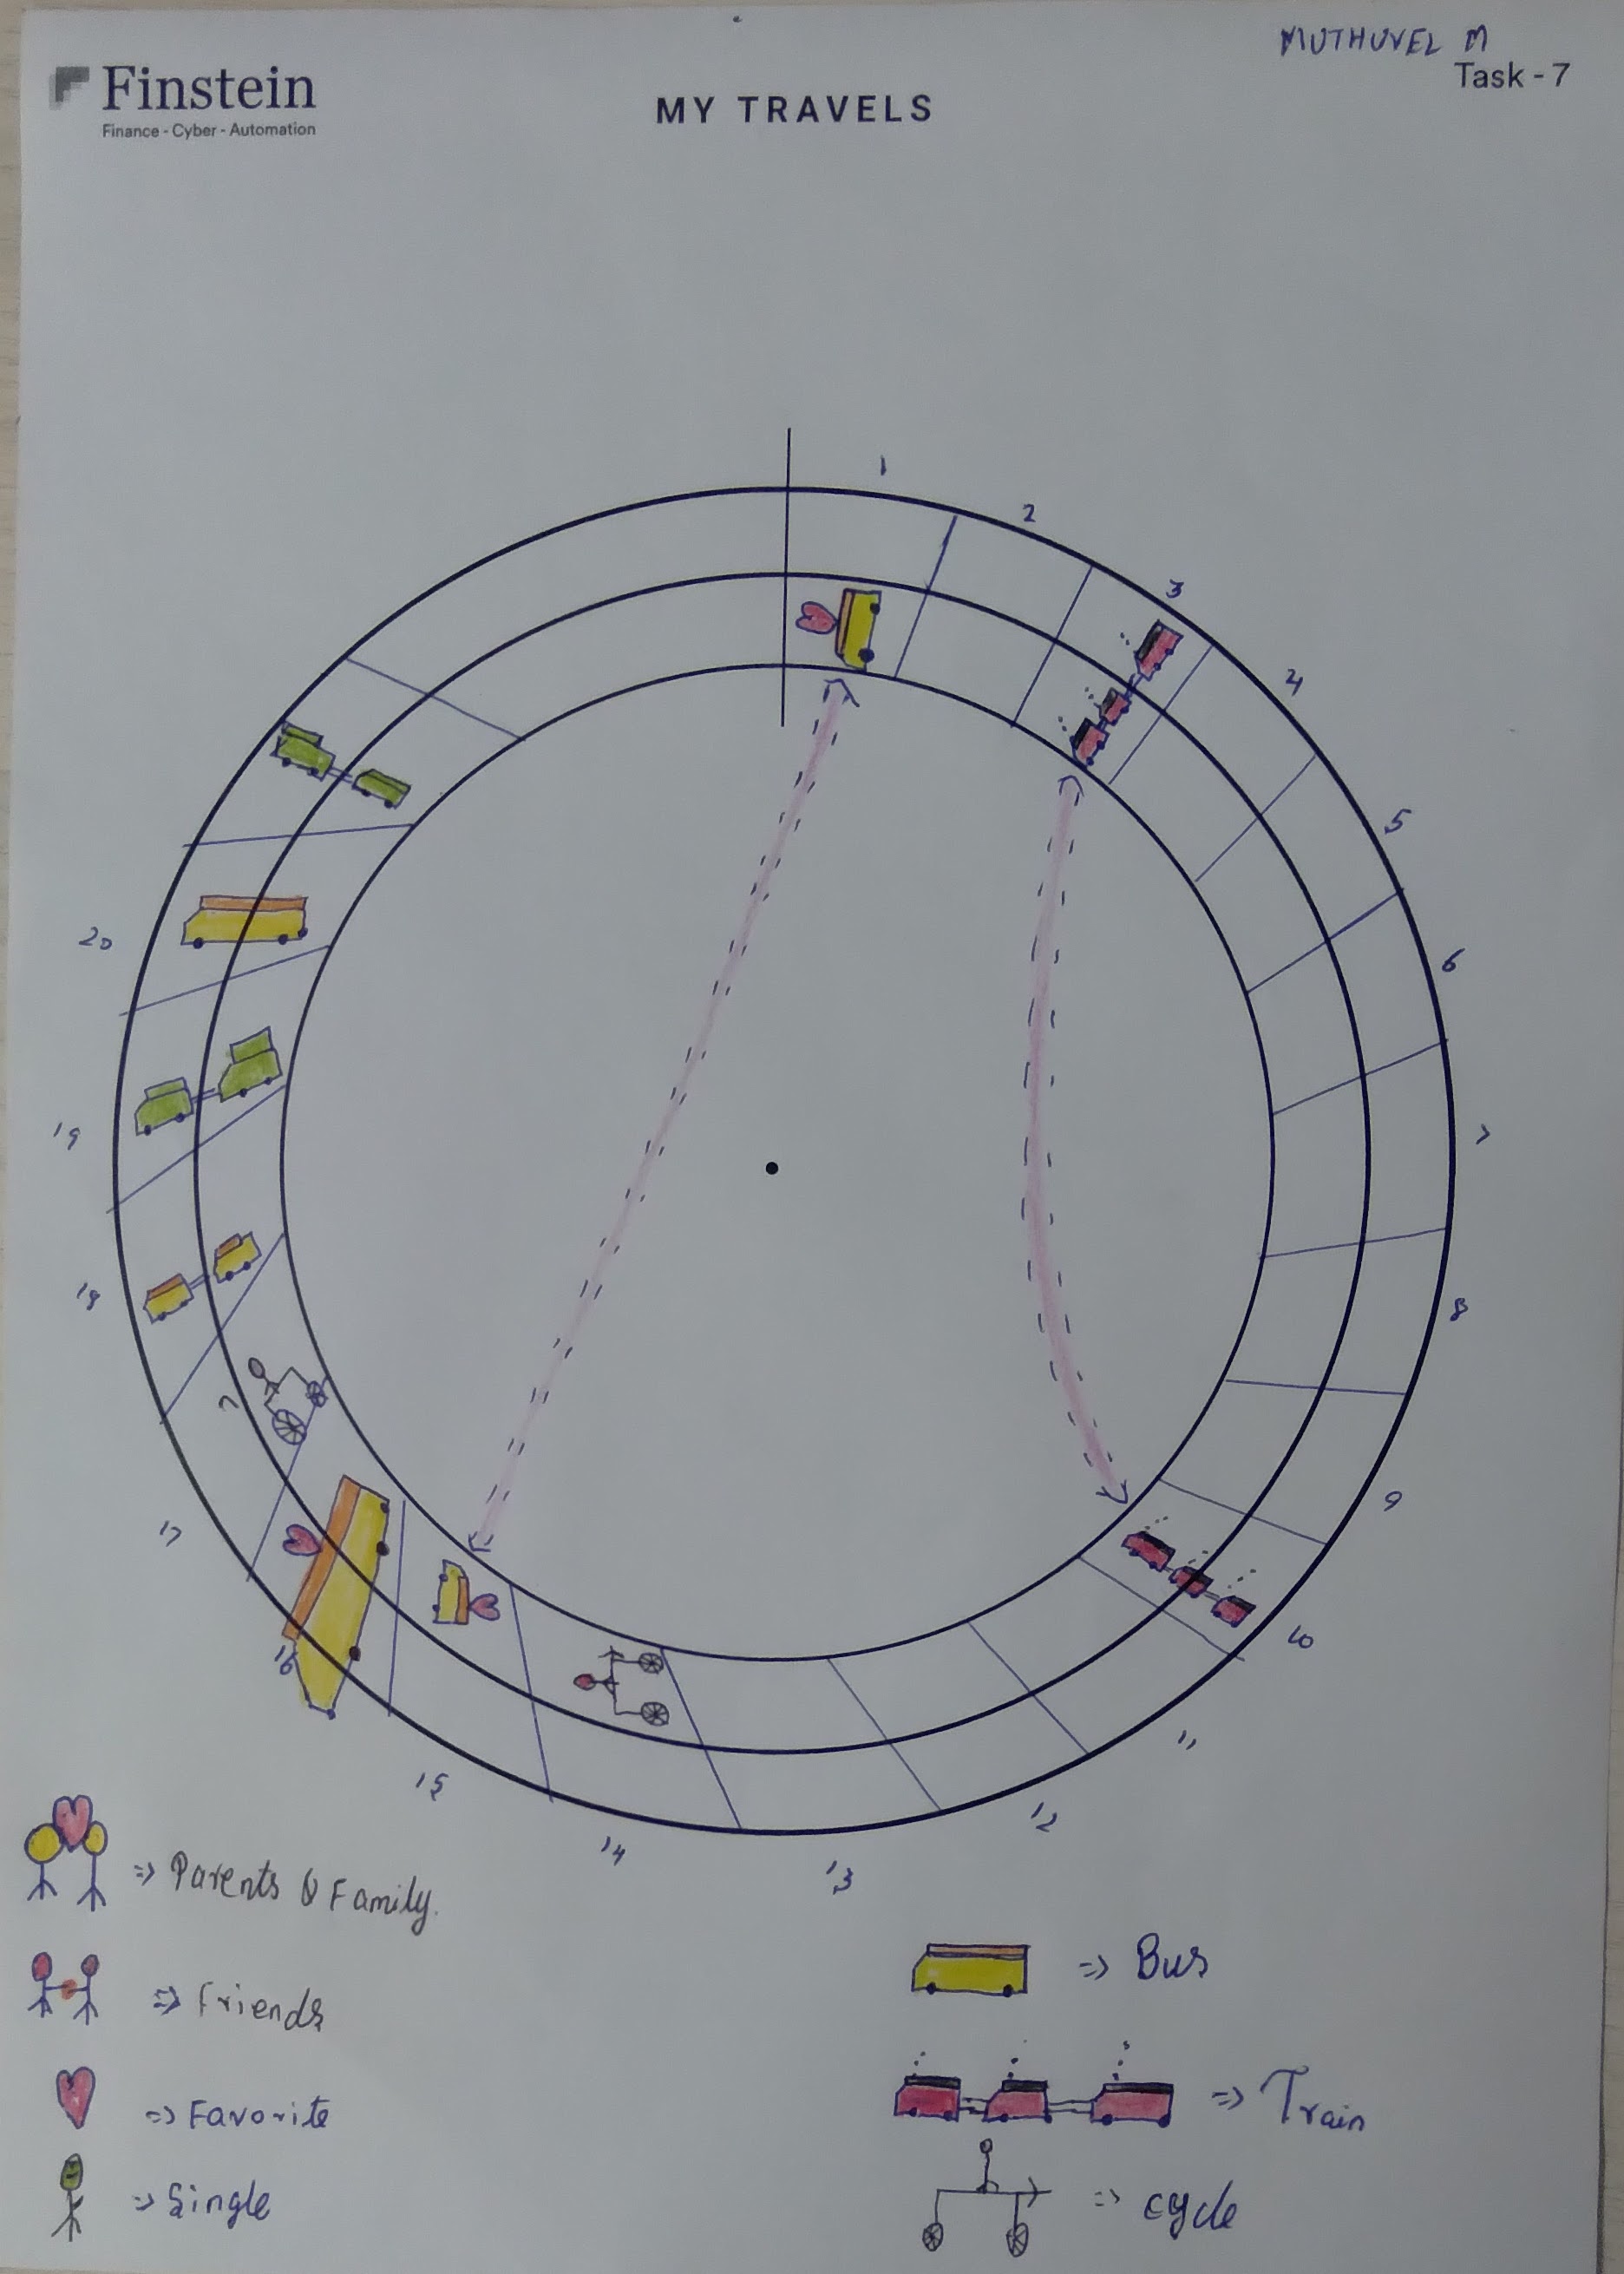 MUTHUVEL M
Task - 7
Finstein
Finance - Cyber - Automation
MY TRAVELS
1
2
3
4
5
6
7
8
9
10
11
12
13
14
15
16
17
18
19
20
=> Parents & Family.
=> Friends
=> Favorite
=> Single
=> Bus
=> Train
=> cycle